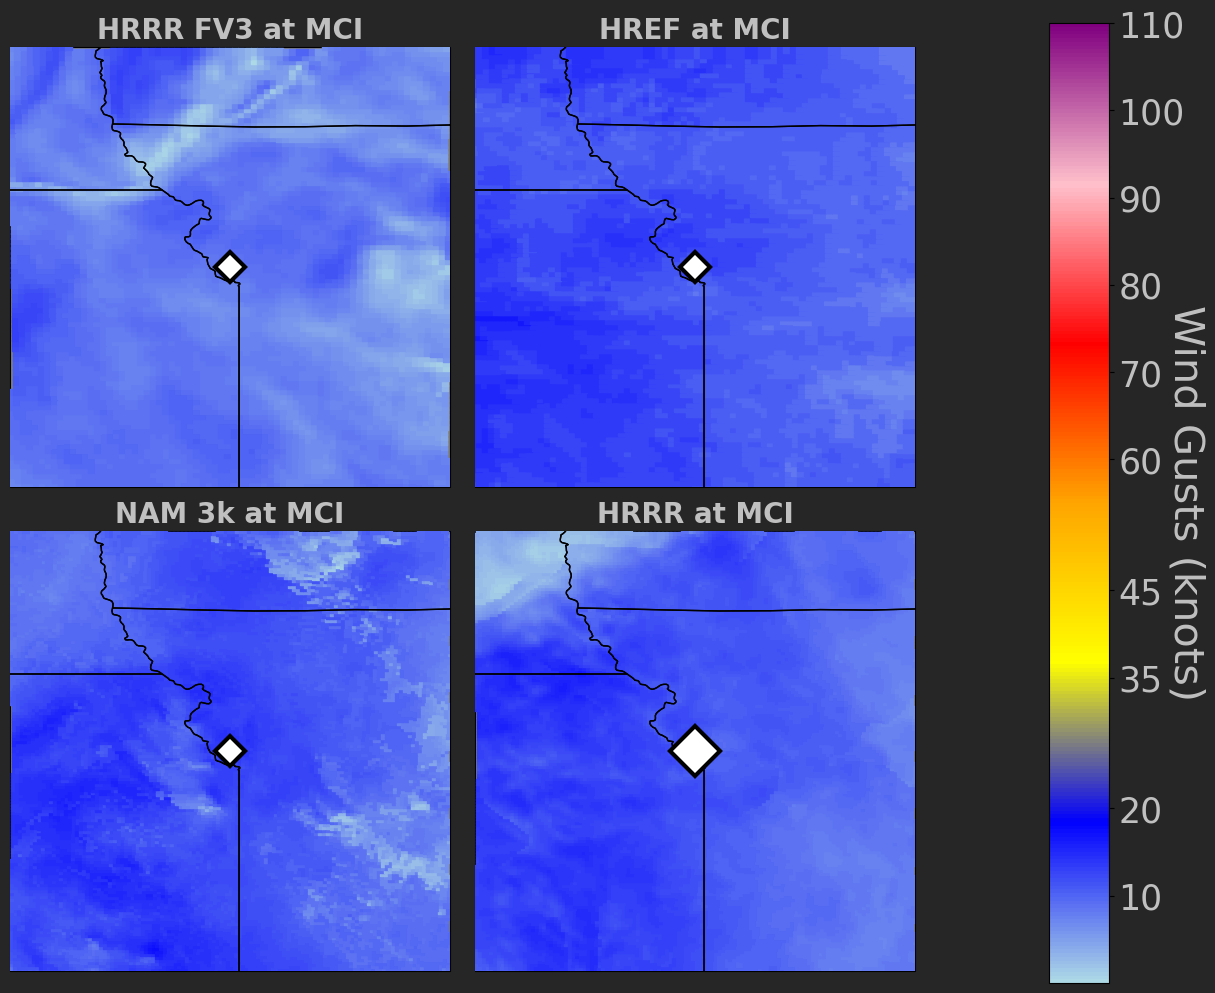 HRRR FV3 at MCI
HREF at MCI
NAM 3k at MCI
HRRR at MCI
110
100
90
80
70
60
45
35
20
10
Wind Gusts (knots)